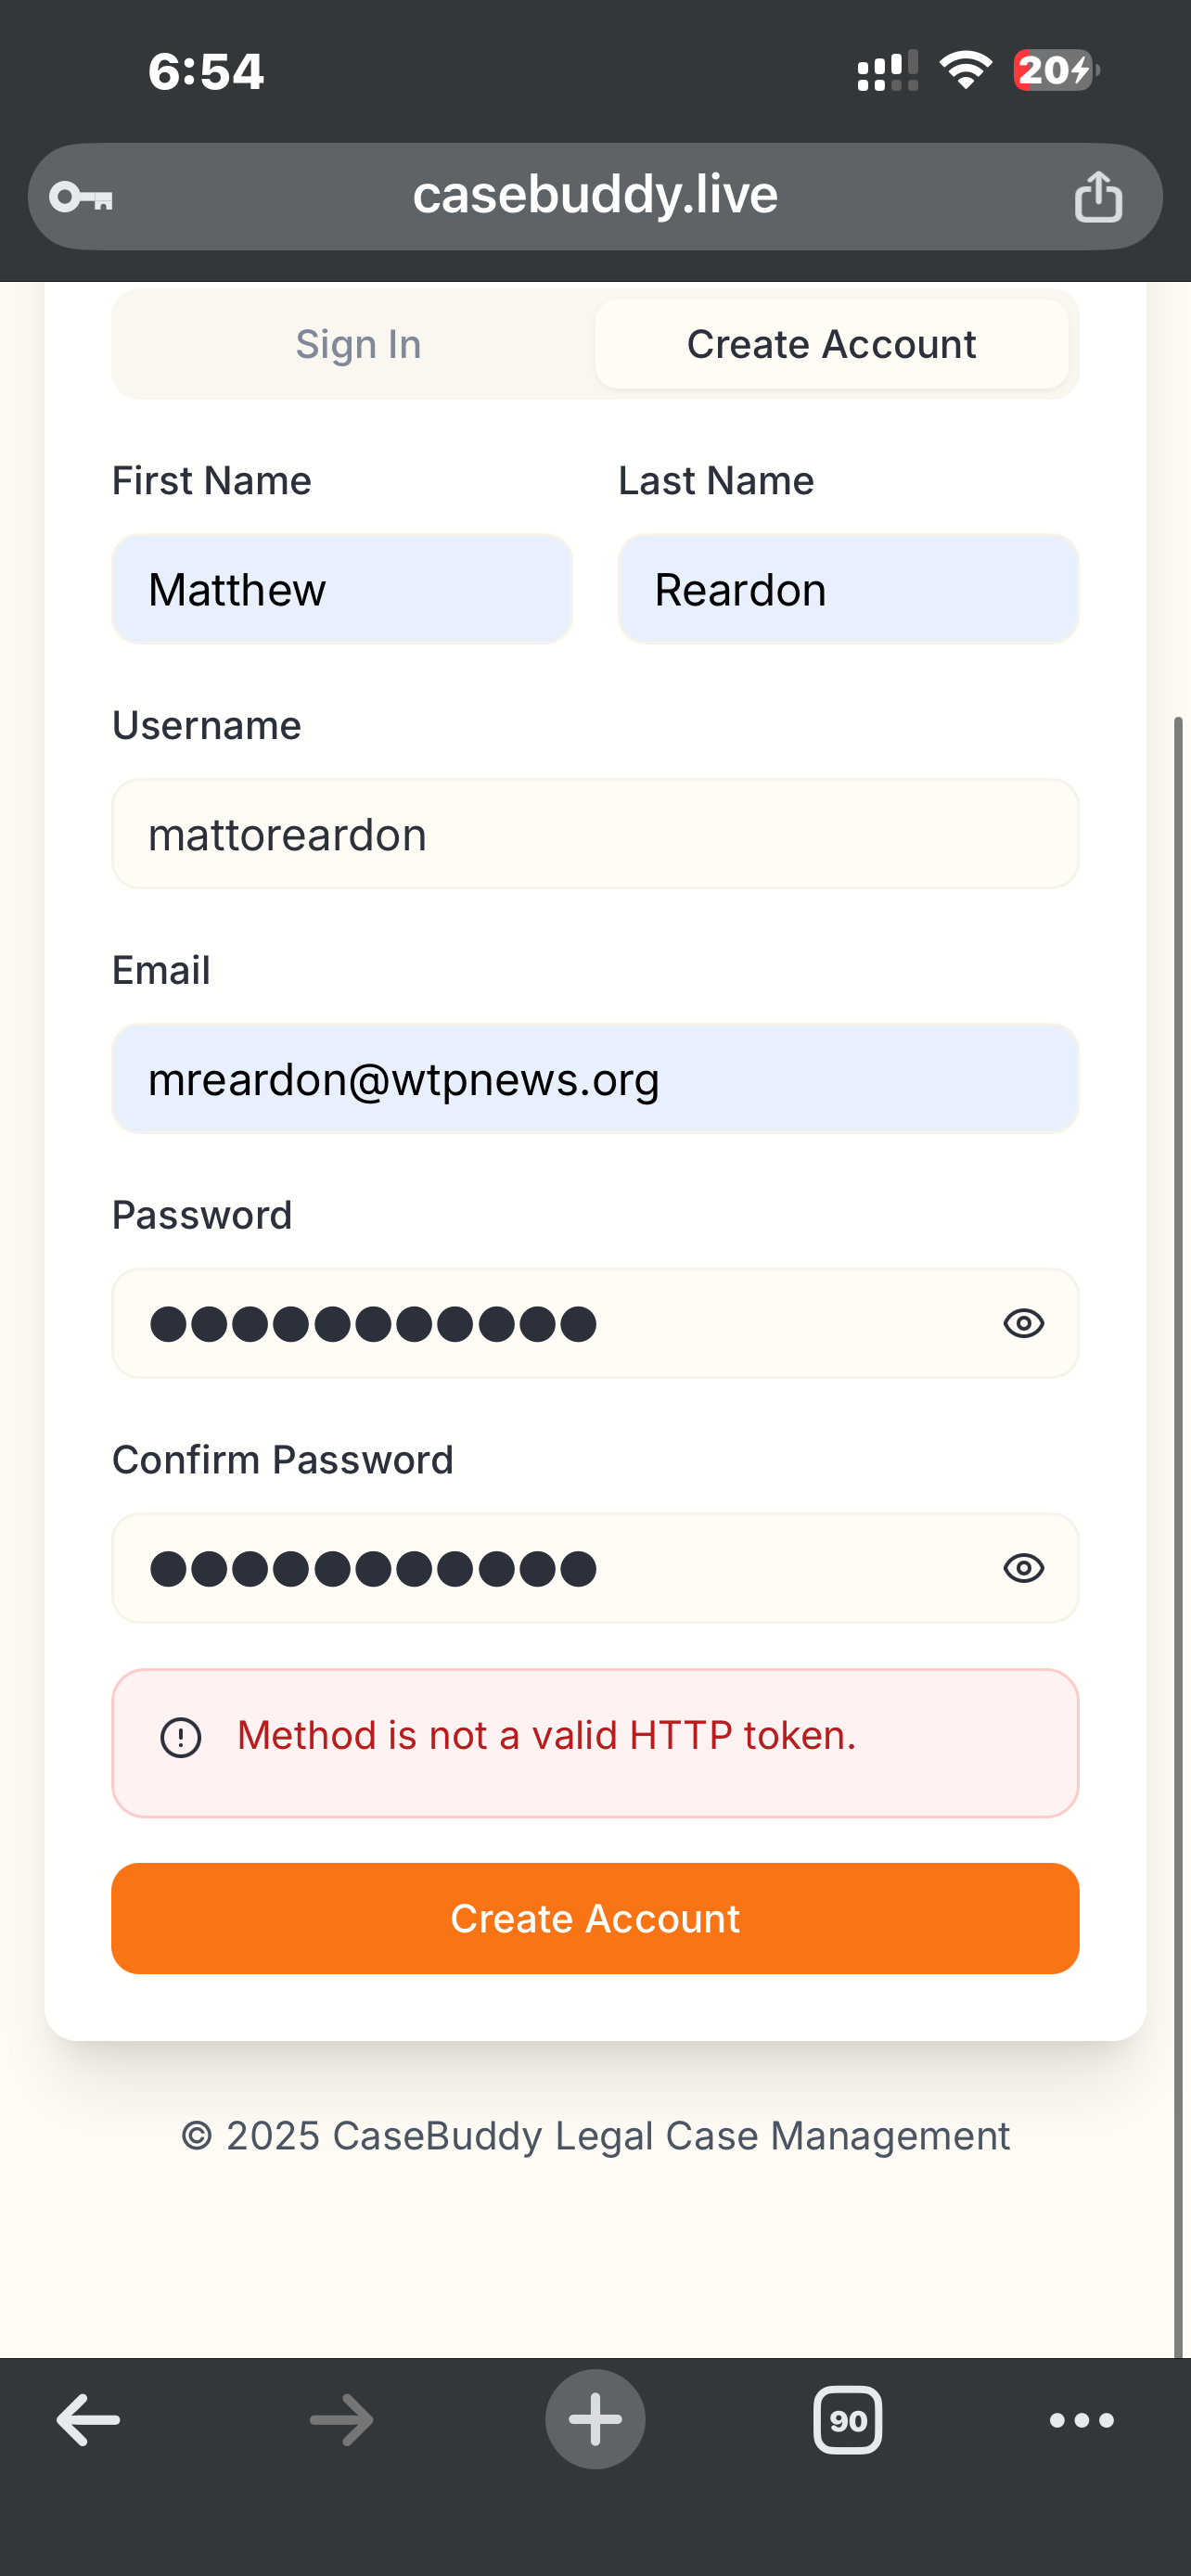 6:54
20
casebuddy.live
Sign In
Create Account
First Name
Last Name
Matthew
Reardon
Username
mattoreardon
Email
mreardon@wtpnews.org
Password
Confirm Password
Method is not a valid HTTP token.
Create Account
© 2025 CaseBuddy Legal Case Management
90